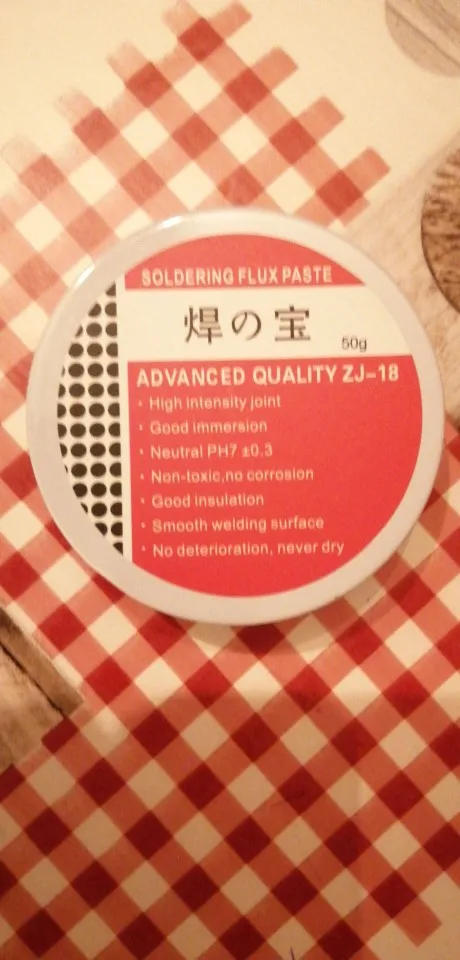 SOLDERING FLUX PASTE
焊の宝
50g
ADVANCED QUALITY ZJ-18
• High intensity joint
• Good immersion
• Neutral PH7 ±0.3
• Non-toxic,no corrosion
• Good insulation
• Smooth welding surface
• No deterioration, never dry